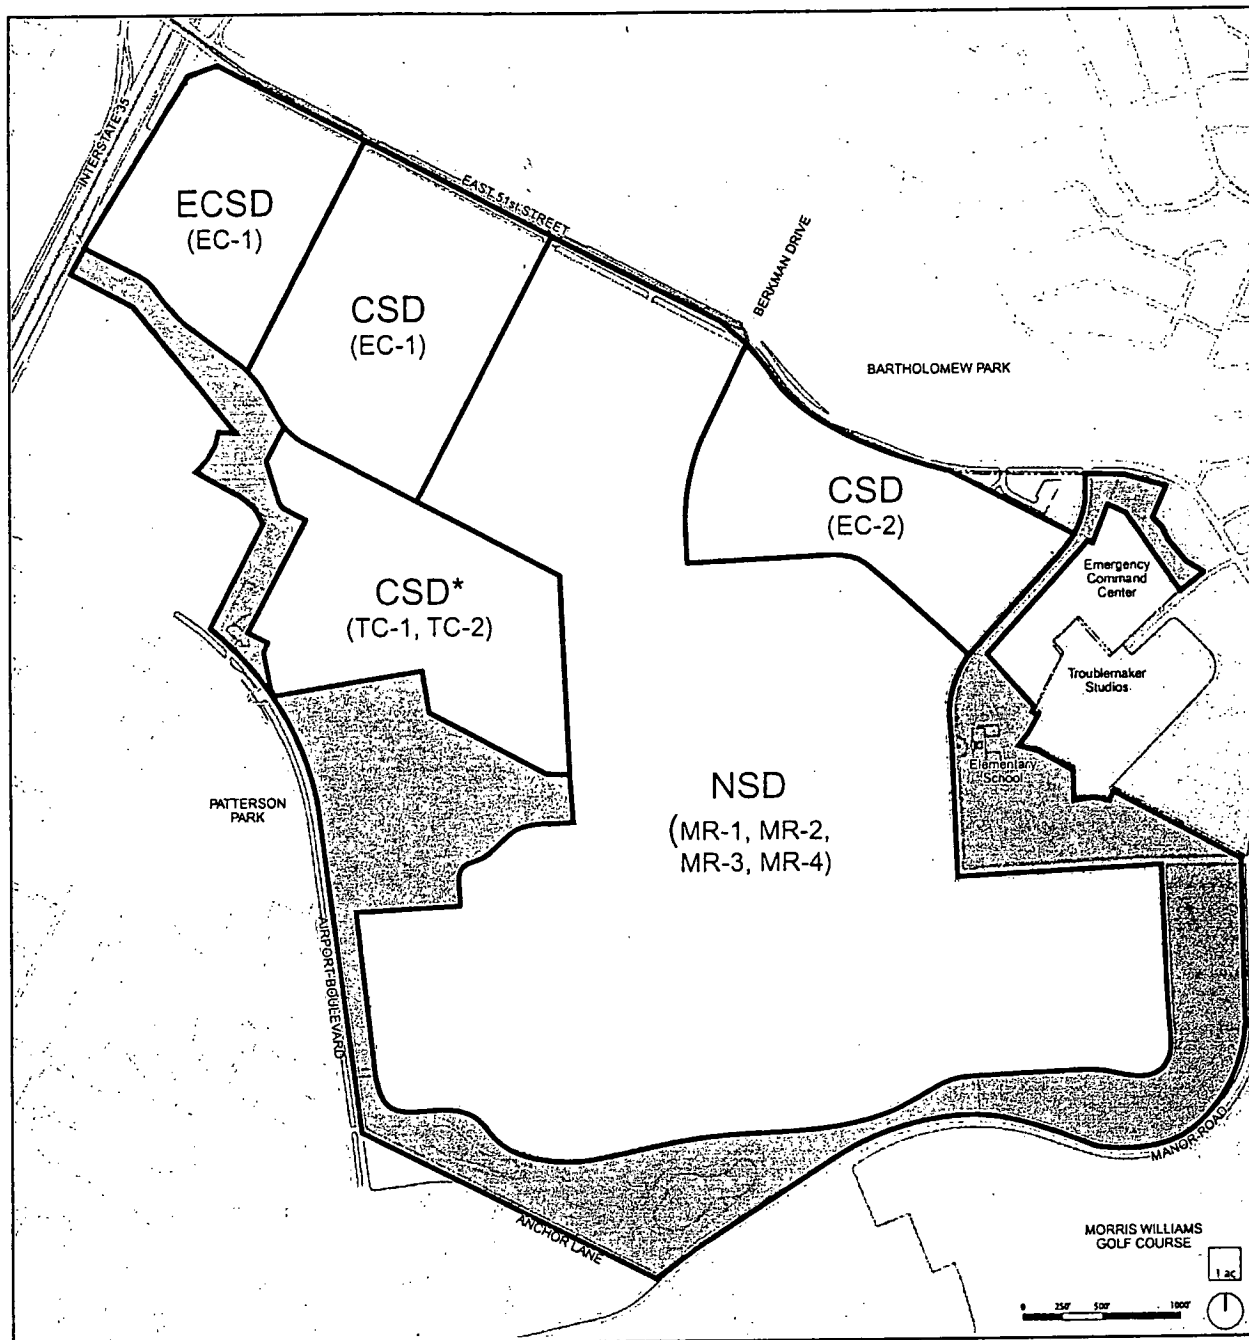 INTERSTATE 35
ECSD
(EC-1)
EAST 51st STREET
CSD
(EC-1)
BERKMAN DRIVE
BARTHOLOMEW PARK
CSD
(EC-2)
Emergency
Command
Center
CSD*
(TC-1, TC-2)
Troublemaker
Studios
Elementary
School
NSD
(MR-1, MR-2,
MR-3, MR-4)
PATTERSON
PARK
AIRPORT BOULEVARD
MANOR ROAD
ANCHOR LANE
MORRIS WILLIAMS
GOLF COURSE
1 ac
0 250' 500' 1000'